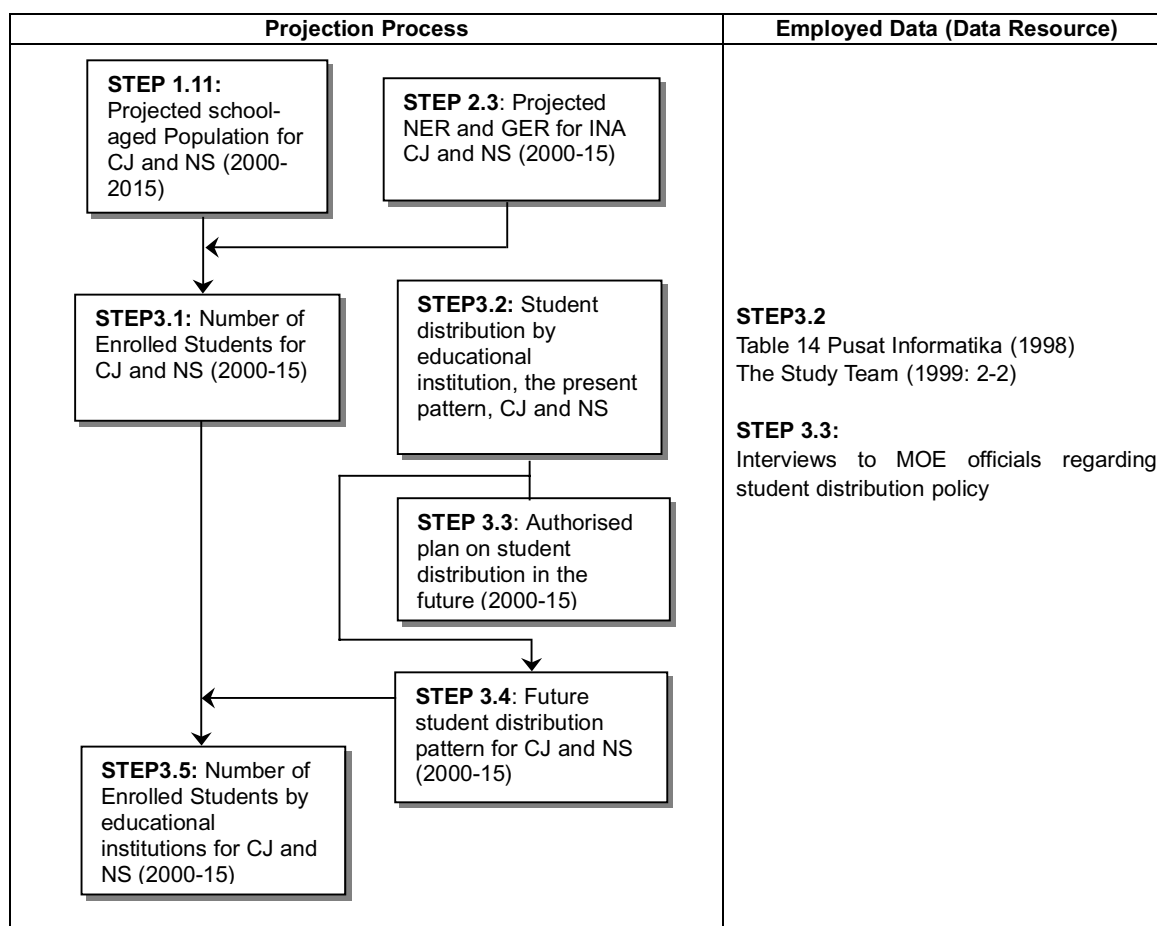 Projection Process
Employed Data (Data Resource)
STEP 1.11:
Projected school-
aged Population for
CJ and NS (2000-
2015)
STEP 2.3: Projected
NER and GER for INA
CJ and NS (2000-15)
STEP3.1: Number of
Enrolled Students for
CJ and NS (2000-15)
STEP3.2: Student
distribution by
educational
institution, the present
pattern, CJ and NS
STEP 3.3: Authorised
plan on student
distribution in the
future (2000-15)
STEP 3.4: Future
student distribution
pattern for CJ and NS
(2000-15)
STEP3.5: Number of
Enrolled Students by
educational
institutions for CJ and
NS (2000-15)
STEP3.2
Table 14 Pusat Informatika (1998)
The Study Team (1999: 2-2)
STEP 3.3:
Interviews to MOE officials regarding
student distribution policy